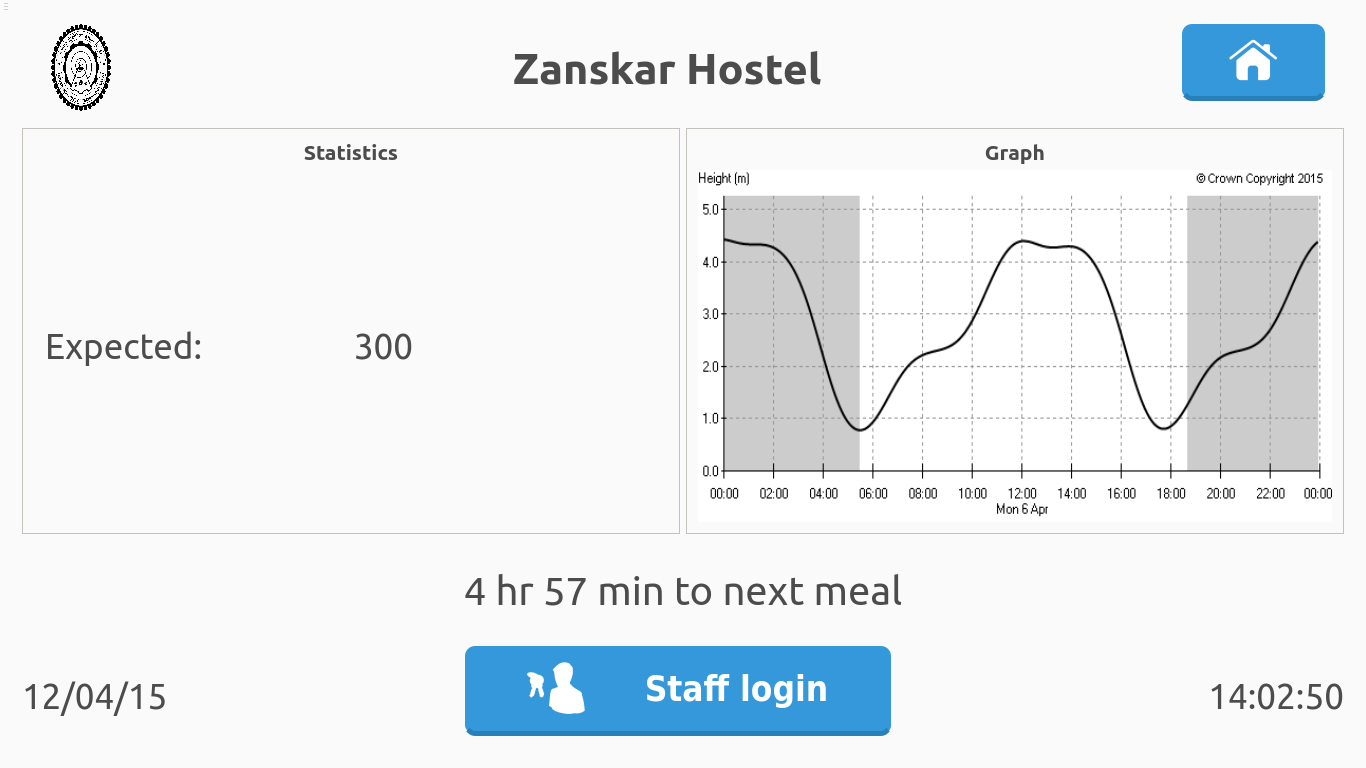 Zanskar Hostel
Statistics
Expected: 300
Graph
Height (m) © Crown Copyright 2015
5.0
4.0
3.0
2.0
1.0
0.0
00:00 02:00 04:00 06:00 08:00 10:00 12:00 14:00 16:00 18:00 20:00 22:00 00:00
Mon 6 Apr
4 hr 57 min to next meal
12/04/15
Staff login
14:02:50